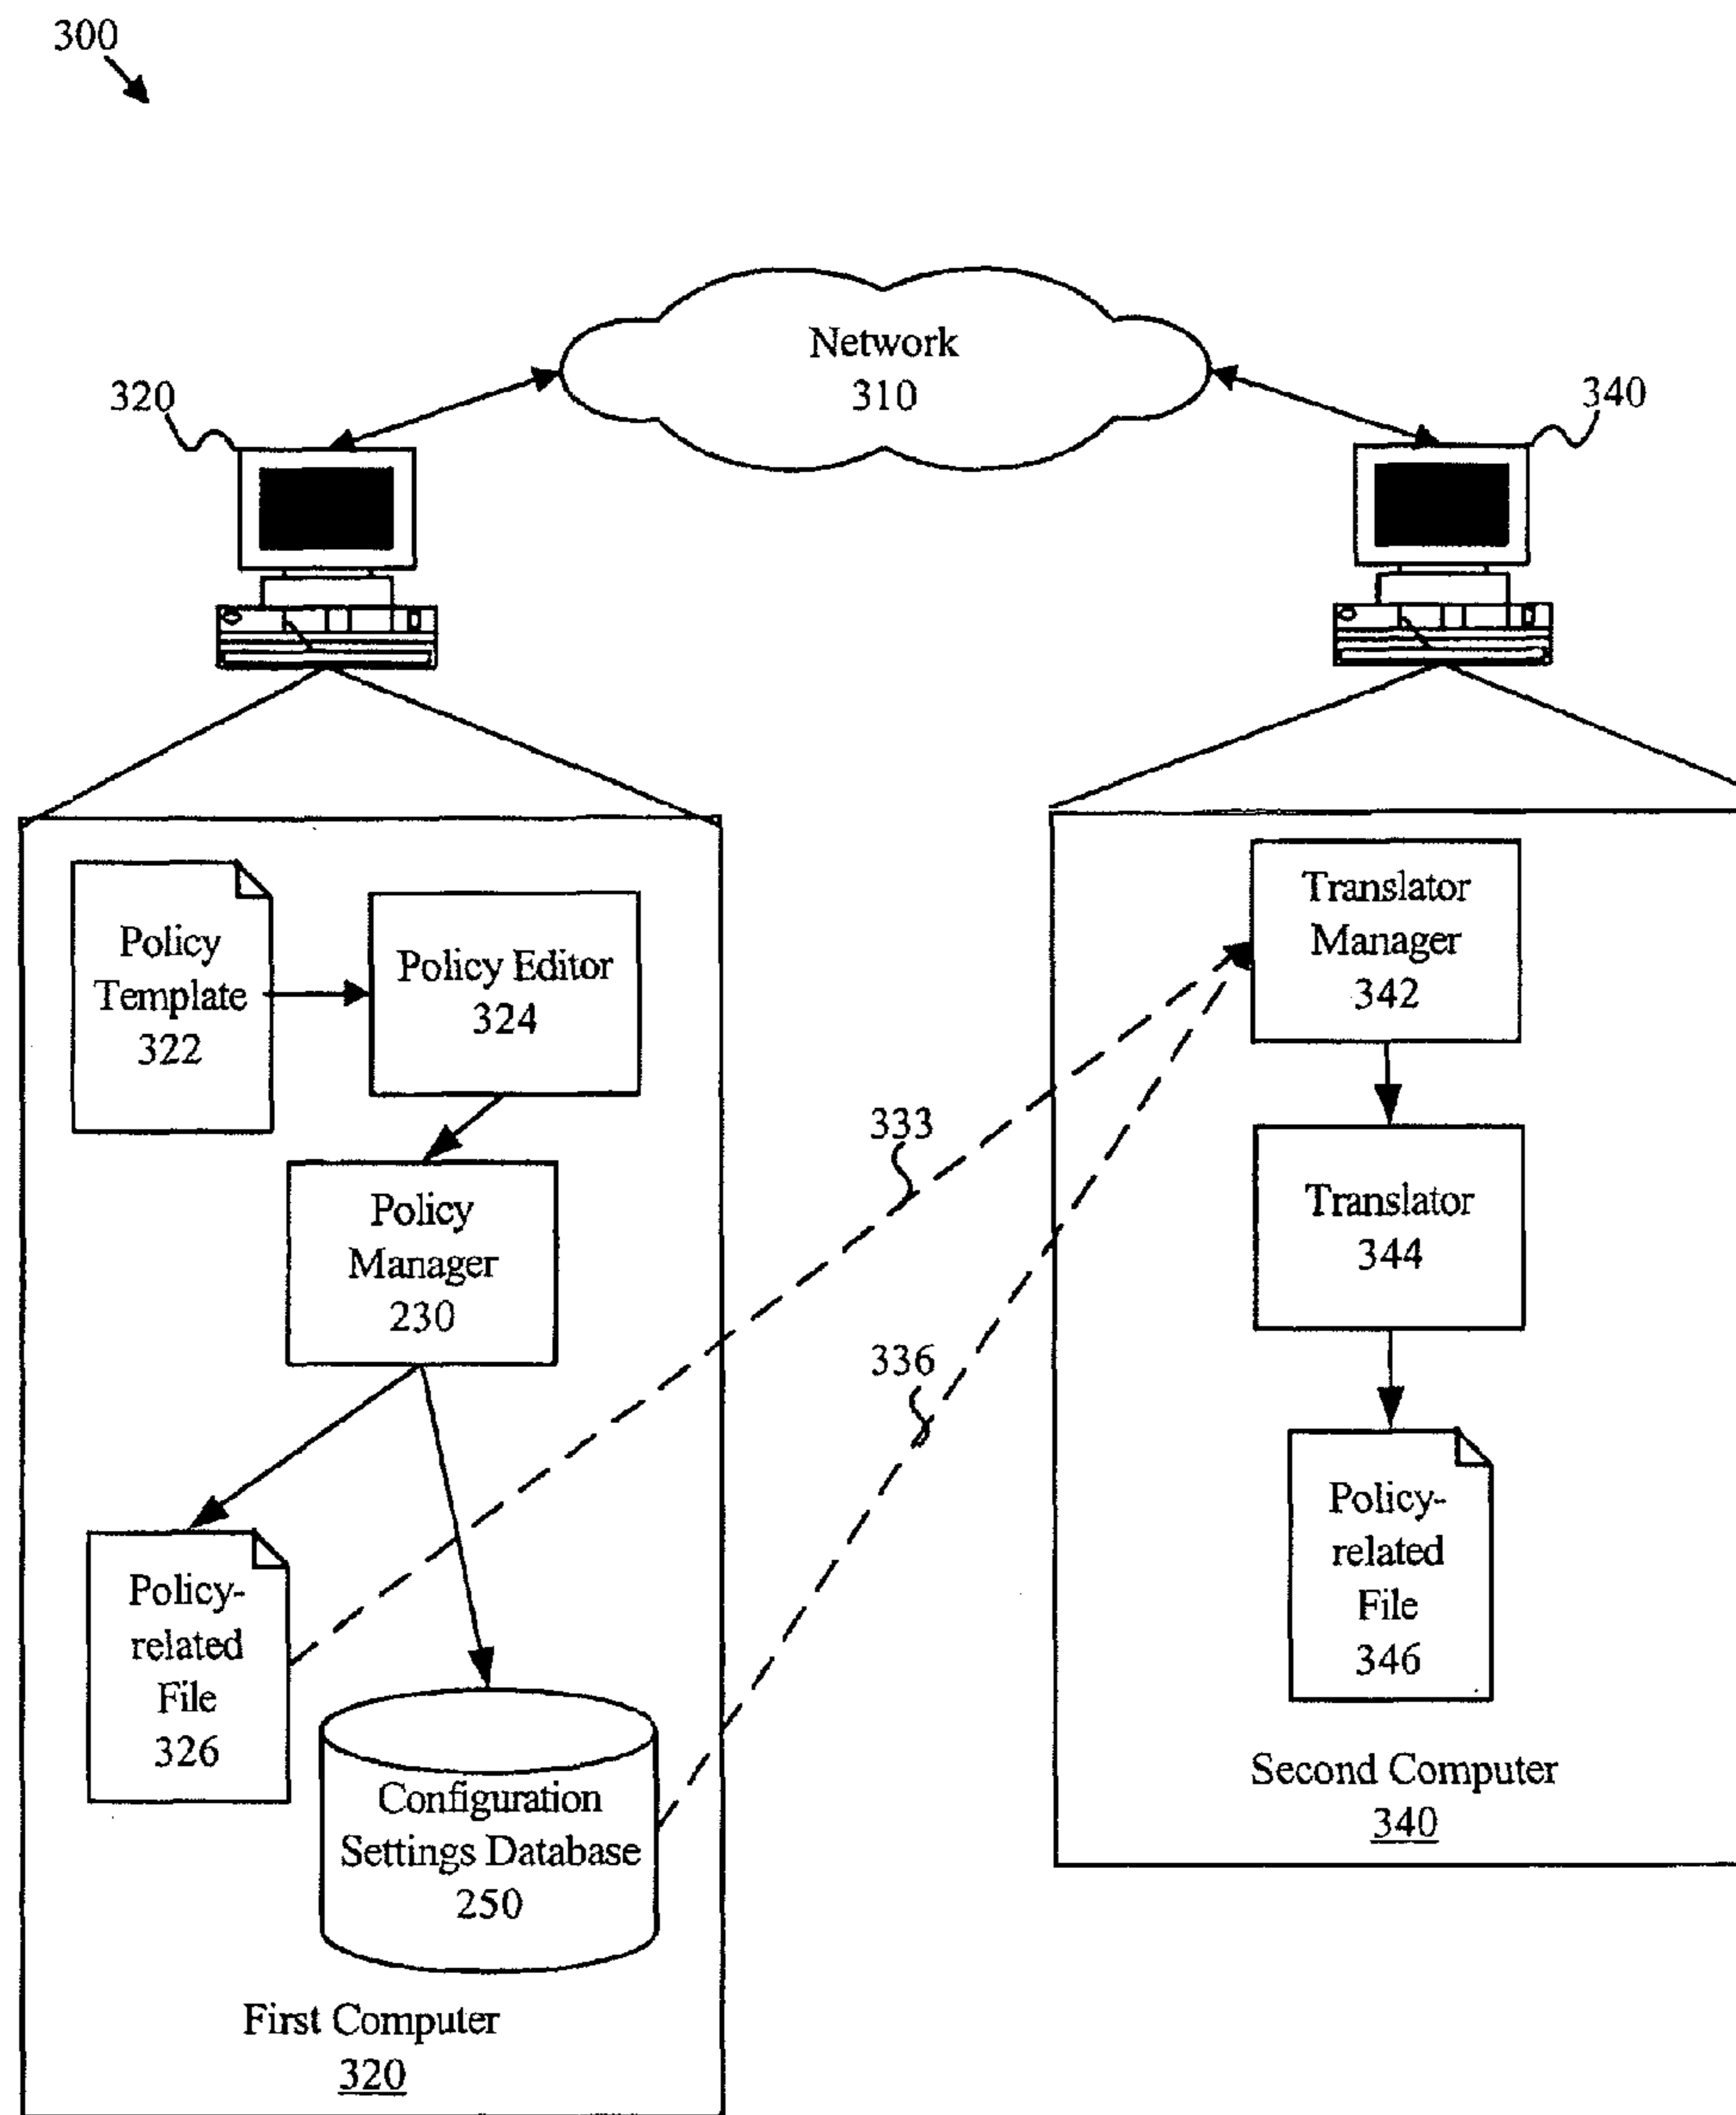 300
Network
310
320
340
Policy
Template
322
Policy Editor
324
Policy
Manager
230
Policy-
related
File
326
Configuration
Settings Database
250
First Computer
320
333
336
Translator
Manager
342
Translator
344
Policy-
related
File
346
Second Computer
340